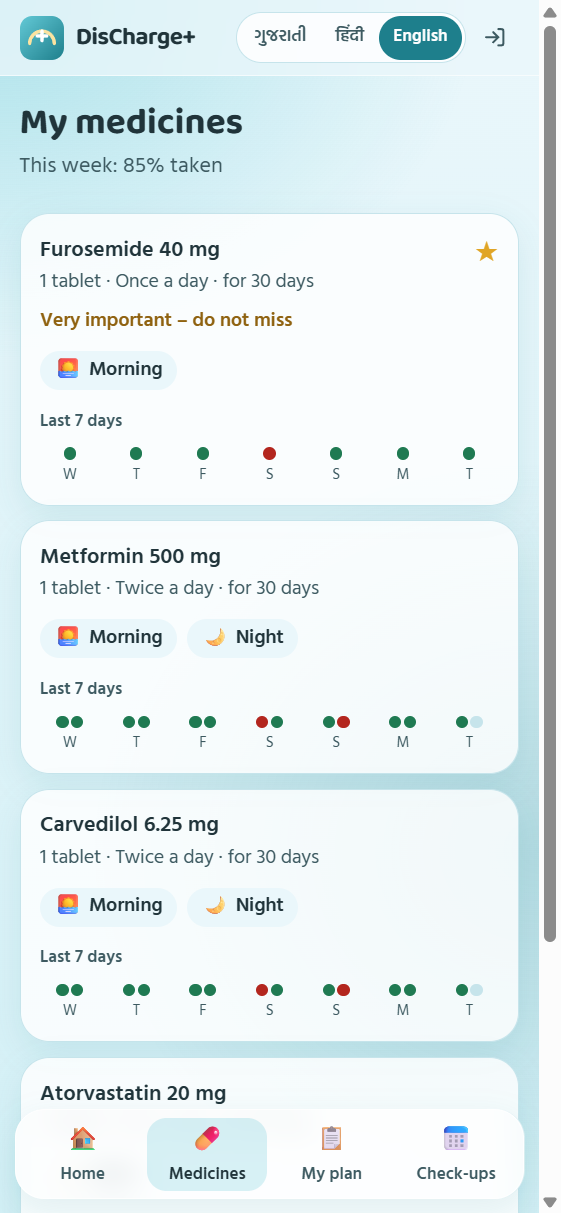 DisCharge+
ગુજરાતી हिंदी English
My medicines
This week: 85% taken
Furosemide 40 mg
1 tablet · Once a day · for 30 days
Very important – do not miss
Morning
Last 7 days
W T F S S M T
Metformin 500 mg
1 tablet · Twice a day · for 30 days
Morning Night
Last 7 days
W T F S S M T
Carvedilol 6.25 mg
1 tablet · Twice a day · for 30 days
Morning Night
Last 7 days
W T F S S M T
Atorvastatin 20 mg
Home Medicines My plan Check-ups